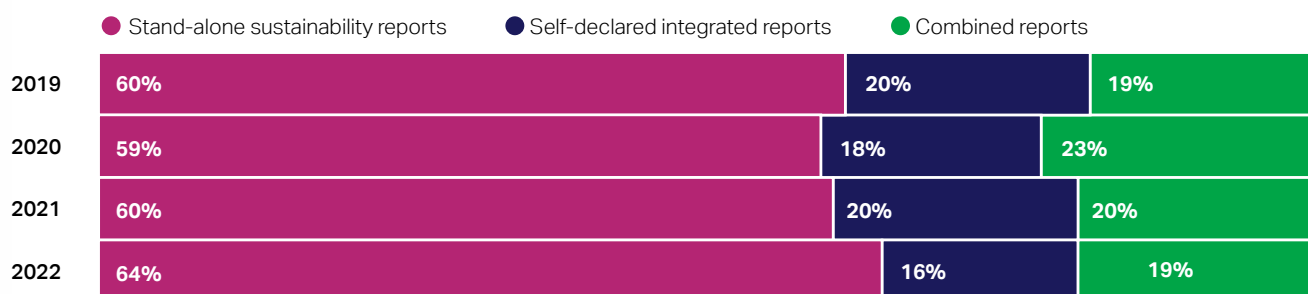 Stand-alone sustainability reports Self-declared integrated reports Combined reports
2019 60% 20% 19%
2020 59% 18% 23%
2021 60% 20% 20%
2022 64% 16% 19%